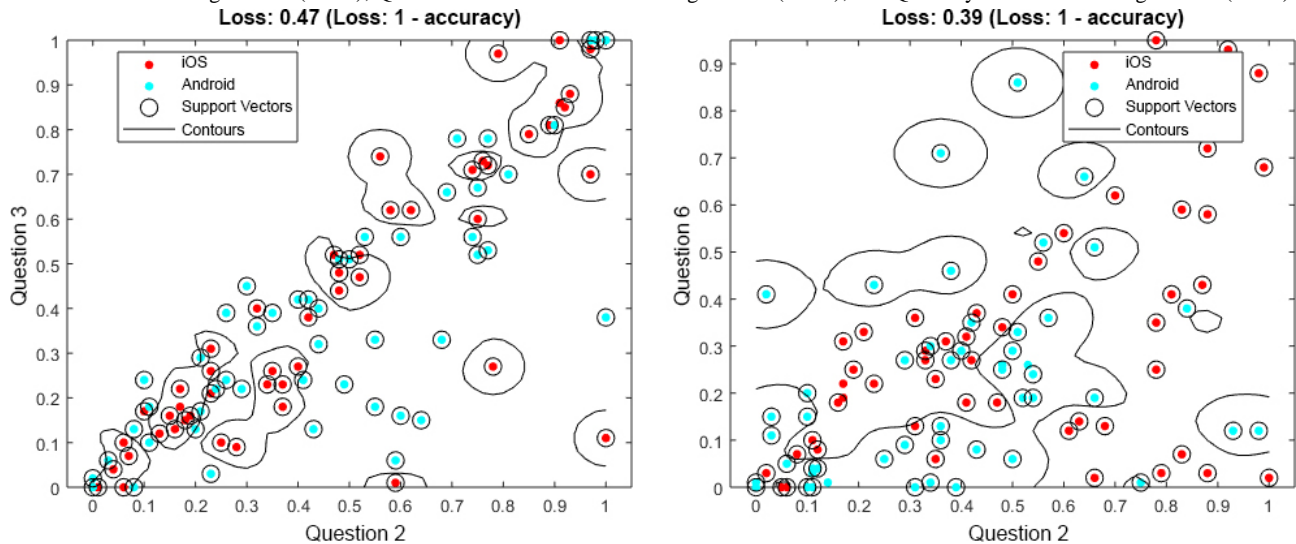 Loss: 0.47 (Loss: 1 - accuracy)
1
0.9
0.8
0.7
0.6
0.5
0.4
0.3
0.2
0.1
0
Question 3
iOS
Android
Support Vectors
Contours
0 0.1 0.2 0.3 0.4 0.5 0.6 0.7 0.8 0.9 1
Question 2
Loss: 0.39 (Loss: 1 - accuracy)
0.9
0.8
0.7
0.6
0.5
0.4
0.3
0.2
0.1
0
Question 6
iOS
Android
Support Vectors
Contours
0 0.1 0.2 0.3 0.4 0.5 0.6 0.7 0.8 0.9 1
Question 2